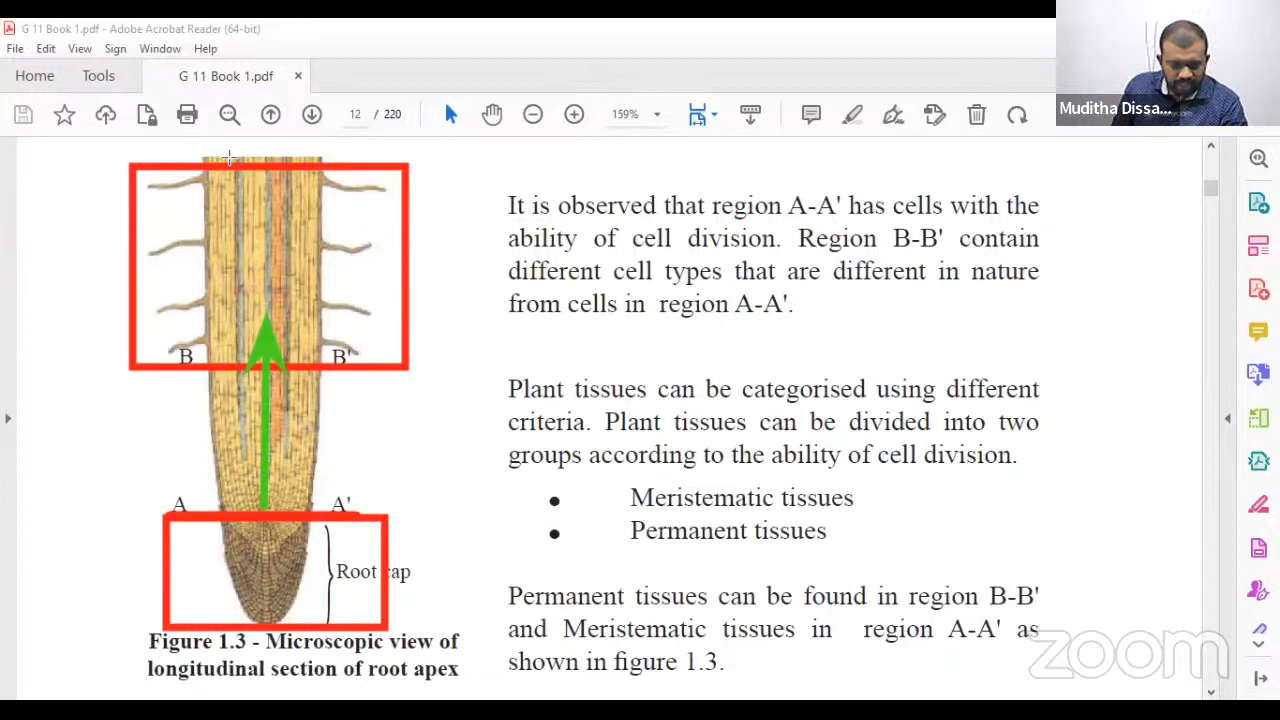 G 11 Book 1.pdf - Adobe Acrobat Reader (64-bit)
File Edit View Sign Window Help
Home Tools G 11 Book 1.pdf ×
12 / 220 159%
Muditha Dissa...
It is observed that region A-A' has cells with the
ability of cell division. Region B-B' contain
different cell types that are different in nature
from cells in region A-A'.
B B'
Plant tissues can be categorised using different
criteria. Plant tissues can be divided into two
groups according to the ability of cell division.
A A'
• Meristematic tissues
• Permanent tissues
Root cap
Permanent tissues can be found in region B-B'
and Meristematic tissues in region A-A' as
shown in figure 1.3.
Figure 1.3 - Microscopic view of
longitudinal section of root apex
zoom